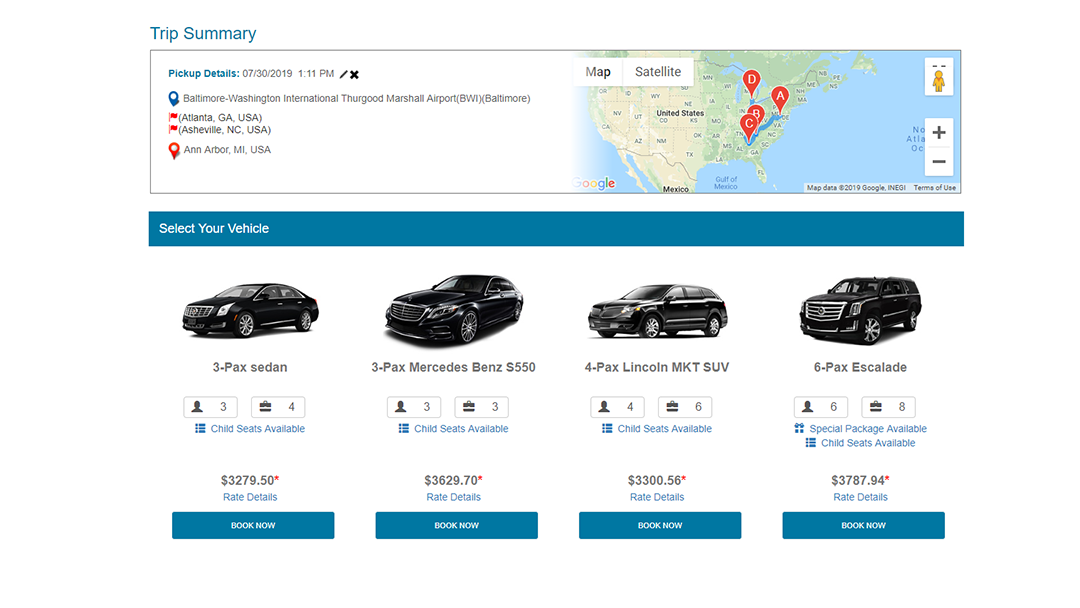 Trip Summary
Pickup Details: 07/30/2019 1:11 PM
Baltimore-Washington International Thurgood Marshall Airport(BWI)(Baltimore)
(Atlanta, GA, USA)
(Asheville, NC, USA)
Ann Arbor, MI, USA
Map Satellite
D
A
B
C
United States
Gulf of
Mexico
Mexico
Google
Map data ©2019 Google, INEGI Terms of Use
Select Your Vehicle
3-Pax sedan
3 4
Child Seats Available
$3279.50*
Rate Details
BOOK NOW
3-Pax Mercedes Benz S550
3 3
Child Seats Available
$3629.70*
Rate Details
BOOK NOW
4-Pax Lincoln MKT SUV
4 6
Child Seats Available
$3300.56*
Rate Details
BOOK NOW
6-Pax Escalade
6 8
Special Package Available
Child Seats Available
$3787.94*
Rate Details
BOOK NOW